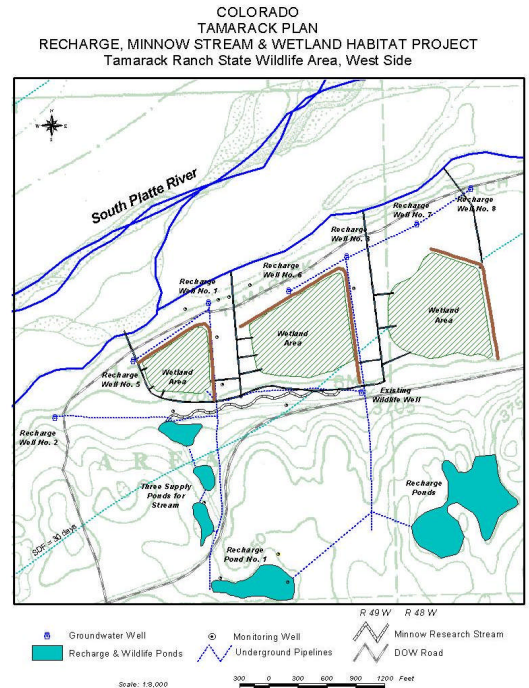 COLORADO
TAMARACK PLAN
RECHARGE, MINNOW STREAM & WETLAND HABITAT PROJECT
Tamarack Ranch State Wildlife Area, West Side
N
W E
S
South Platte River
Recharge
Well No. 8
Recharge
Well No. 7
Recharge
Recharge
Well No. 6
Recharge
Well No. 1
Wetland
Area
Wetland
Area
Wetland
Area
Recharge
Well No. 5
Existing
Wildlife Well
Recharge
Well No. 2
A R E A
Three Supply
Ponds for
Stream
Recharge
Ponds
SDF = 30 days
Recharge
Pond No. 1
R 49 W R 48 W
Groundwater Well
Monitoring Well
Minnow Research Stream
Recharge & Wildlife Ponds
Underground Pipelines
DOW Road
Scale: 1:8,000
300 0 300 600 900 1200 Feet